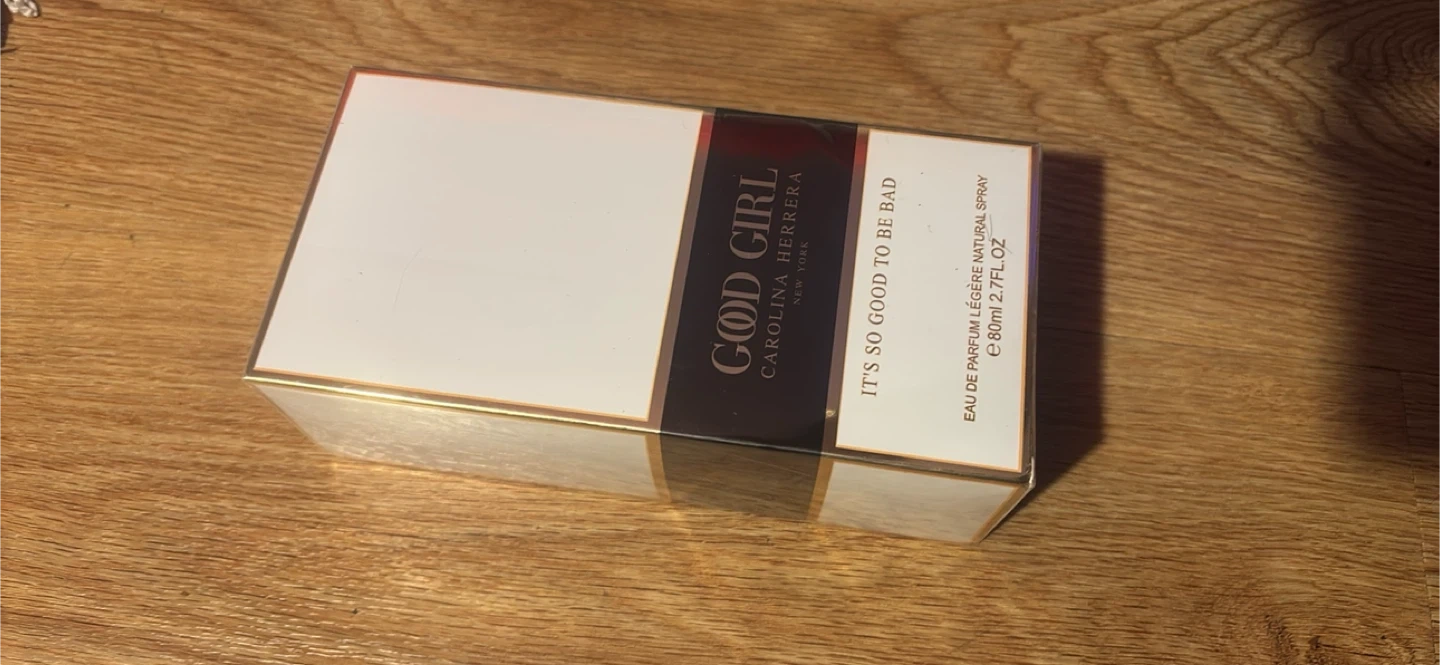 GOOD GIRL
CAROLINA HERRERA
NEW YORK
IT'S SO GOOD TO BE BAD
EAU DE PARFUM LÉGÈRE NATURAL SPRAY
℮ 80ml 2.7FL.OZ